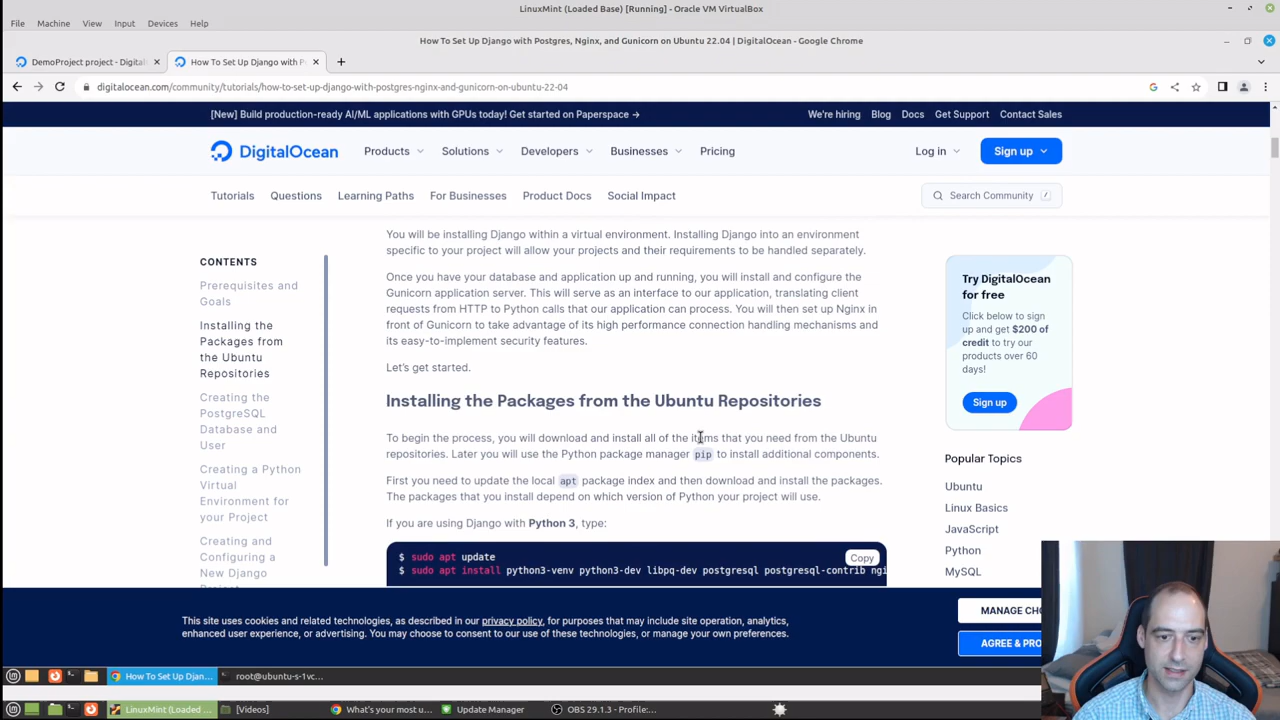 LinuxMint (Loaded Base) [Running] - Oracle VM VirtualBox
File Machine View Input Devices Help
How To Set Up Django with Postgres, Nginx, and Gunicorn on Ubuntu 22.04 | DigitalOcean - Google Chrome
DemoProject project - Digital
How To Set Up Django with P
digitalocean.com/community/tutorials/how-to-set-up-django-with-postgres-nginx-and-gunicorn-on-ubuntu-22-04
[New] Build production-ready AI/ML applications with GPUs today! Get started on Paperspace →
We're hiring Blog Docs Get Support Contact Sales
DigitalOcean
Products Solutions Developers Businesses Pricing
Log in Sign up
Tutorials Questions Learning Paths For Businesses Product Docs Social Impact
Search Community /
CONTENTS
Prerequisites and
Goals
Installing the
Packages from
the Ubuntu
Repositories
Creating the
PostgreSQL
Database and
User
Creating a Python
Virtual
Environment for
your Project
Creating and
Configuring a
New Django
You will be installing Django within a virtual environment. Installing Django into an environment
specific to your project will allow your projects and their requirements to be handled separately.
Once you have your database and application up and running, you will install and configure the
Gunicorn application server. This will serve as an interface to our application, translating client
requests from HTTP to Python calls that our application can process. You will then set up Nginx in
front of Gunicorn to take advantage of its high performance connection handling mechanisms and
its easy-to-implement security features.
Let's get started.
Installing the Packages from the Ubuntu Repositories
To begin the process, you will download and install all of the items that you need from the Ubuntu
repositories. Later you will use the Python package manager pip to install additional components.
First you need to update the local apt package index and then download and install the packages.
The packages that you install depend on which version of Python your project will use.
If you are using Django with Python 3, type:
$ sudo apt update
Copy
$ sudo apt install python3-venv python3-dev libpq-dev postgresql postgresql-contrib ngi
Try DigitalOcean
for free
Click below to sign
up and get $200 of
credit to try our
products over 60
days!
Sign up
Popular Topics
Ubuntu
Linux Basics
JavaScript
Python
MySQL
This site uses cookies and related technologies, as described in our privacy policy, for purposes that may include site operation, analytics,
enhanced user experience, or advertising. You may choose to consent to our use of these technologies, or manage your own preferences.
MANAGE CHO
AGREE & PRO
How To Set Up Djan...
root@ubuntu-s-1vc...
LinuxMint (Loaded ...
[Videos]
What's your most u...
Update Manager
OBS 29.1.3 - Profile:...